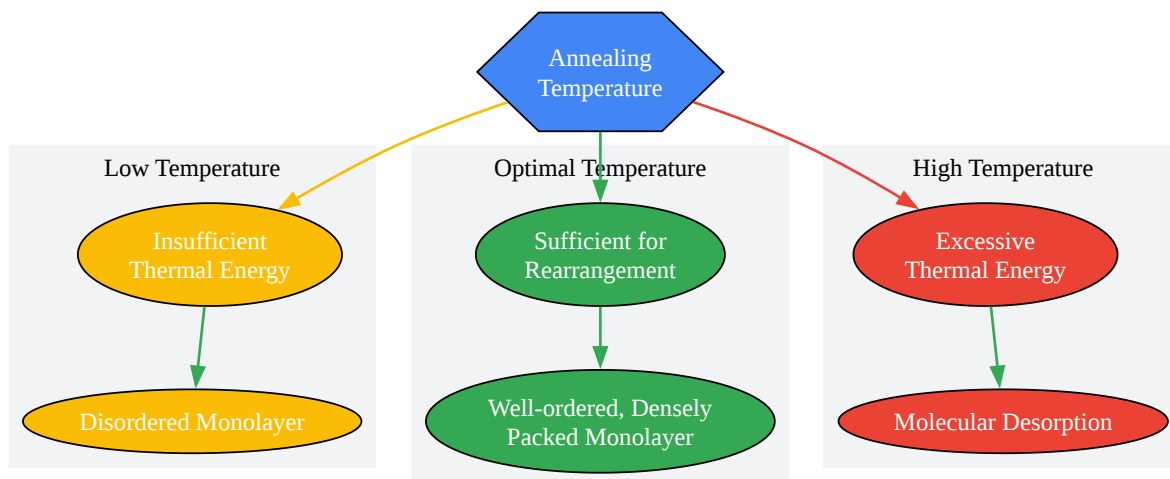 Annealing
Temperature
Low Temperature
Optimal Temperature
High Temperature
Insufficient
Thermal Energy
Sufficient for
Rearrangement
Excessive
Thermal Energy
Disordered Monolayer
Well-ordered, Densely
Packed Monolayer
Molecular Desorption